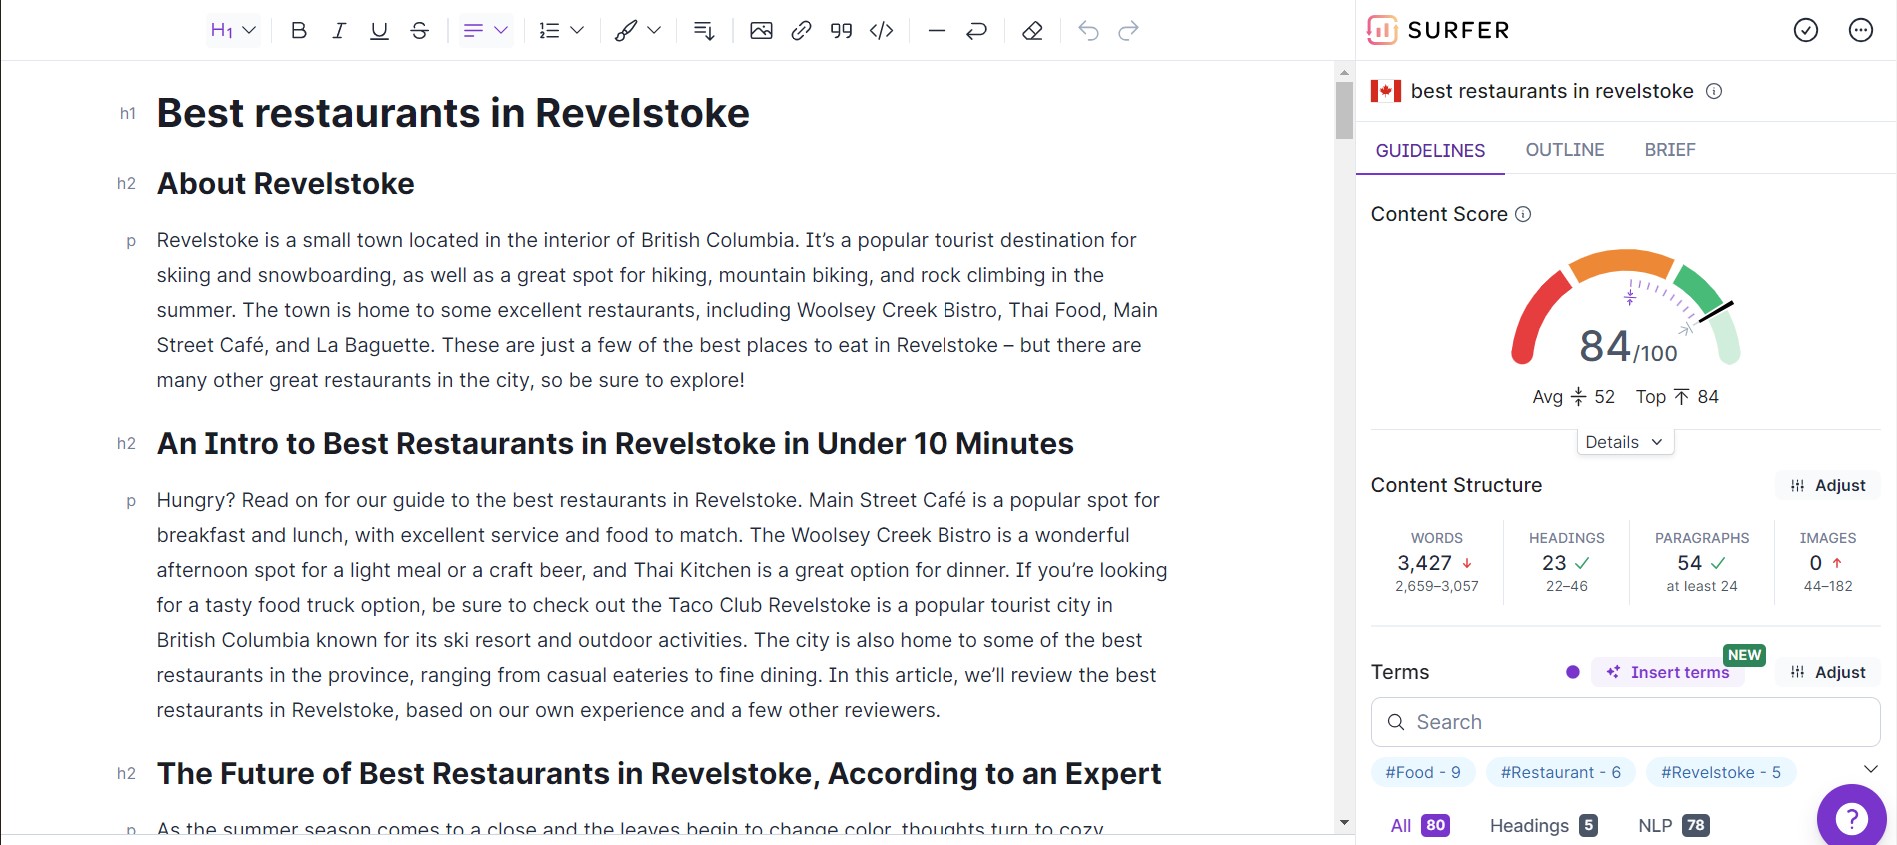 H1
B I U S
SURFER
best restaurants in revelstoke
GUIDELINES OUTLINE BRIEF
h1 Best restaurants in Revelstoke
h2 About Revelstoke
p Revelstoke is a small town located in the interior of British Columbia. It’s a popular tourist destination for
skiing and snowboarding, as well as a great spot for hiking, mountain biking, and rock climbing in the
summer. The town is home to some excellent restaurants, including Woolsey Creek Bistro, Thai Food, Main
Street Café, and La Baguette. These are just a few of the best places to eat in Revelstoke – but there are
many other great restaurants in the city, so be sure to explore!
h2 An Intro to Best Restaurants in Revelstoke in Under 10 Minutes
p Hungry? Read on for our guide to the best restaurants in Revelstoke. Main Street Café is a popular spot for
breakfast and lunch, with excellent service and food to match. The Woolsey Creek Bistro is a wonderful
afternoon spot for a light meal or a craft beer, and Thai Kitchen is a great option for dinner. If you’re looking
for a tasty food truck option, be sure to check out the Taco Club Revelstoke is a popular tourist city in
British Columbia known for its ski resort and outdoor activities. The city is also home to some of the best
restaurants in the province, ranging from casual eateries to fine dining. In this article, we’ll review the best
restaurants in Revelstoke, based on our own experience and a few other reviewers.
h2 The Future of Best Restaurants in Revelstoke, According to an Expert
p As the summer season comes to a close and the leaves begin to change color, thoughts turn to cozy
Content Score
84/100
Avg 52 Top 84
Details
Content Structure Adjust
WORDS HEADINGS PARAGRAPHS IMAGES
3,427 23 54 0
2,659–3,057 22–46 at least 24 44–182
NEW
Terms Insert terms Adjust
Search
#Food - 9 #Restaurant - 6 #Revelstoke - 5
All 80 Headings 5 NLP 78
?